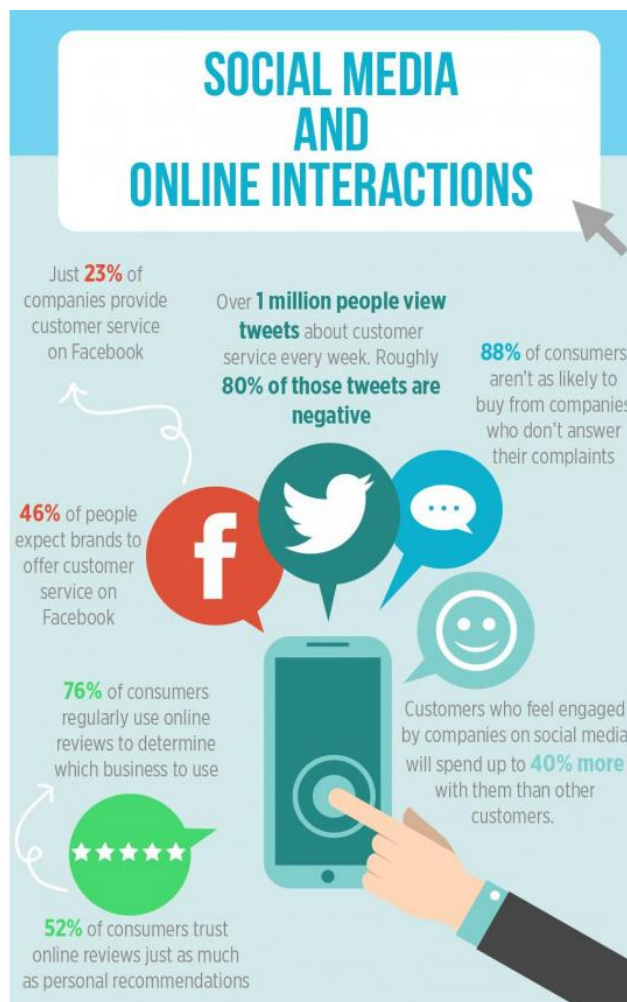 SOCIAL MEDIA
AND
ONLINE INTERACTIONS
Just 23% of
companies provide
customer service
on Facebook
Over 1 million people view
tweets about customer
service every week. Roughly
80% of those tweets are
negative
88% of consumers
aren't as likely to
buy from companies
who don't answer
their complaints
46% of people
expect brands to
offer customer
service on
Facebook
f
76% of consumers
regularly use online
reviews to determine
which business to use
Customers who feel engaged
by companies on social media
will spend up to 40% more
with them than other
customers.
52% of consumers trust
online reviews just as much
as personal recommendations